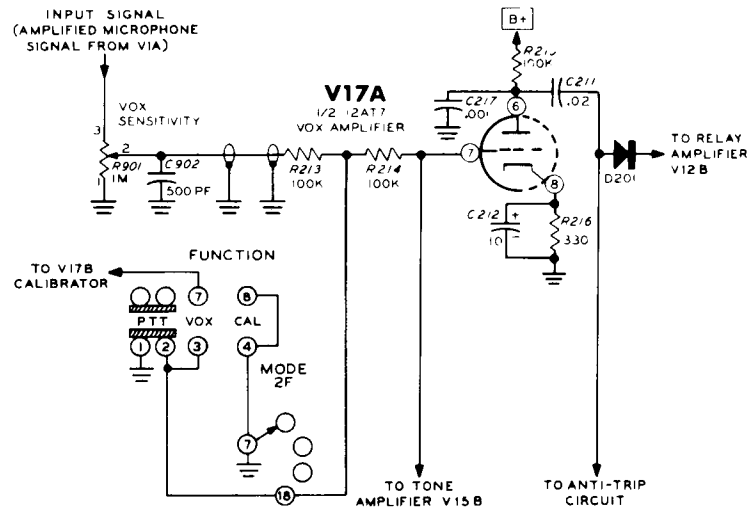 INPUT SIGNAL
(AMPLIFIED MICROPHONE
SIGNAL FROM V1A)
VOX
SENSITIVITY
3
2
R901
1M
1
C902
500 PF
R213
100K
V17A
1/2 12AT7
VOX AMPLIFIER
R214
100K
B+
100K
C217
.001
C211
.02
6
7
8
C212
+
10
R216
330
D201
TO RELAY
AMPLIFIER
V12B
FUNCTION
TO V17B
CALIBRATOR
7
8
PTT
VOX
CAL
1
2
3
4
MODE
2F
7
18
TO TONE
AMPLIFIER V15B
TO ANTI-TRIP
CIRCUIT